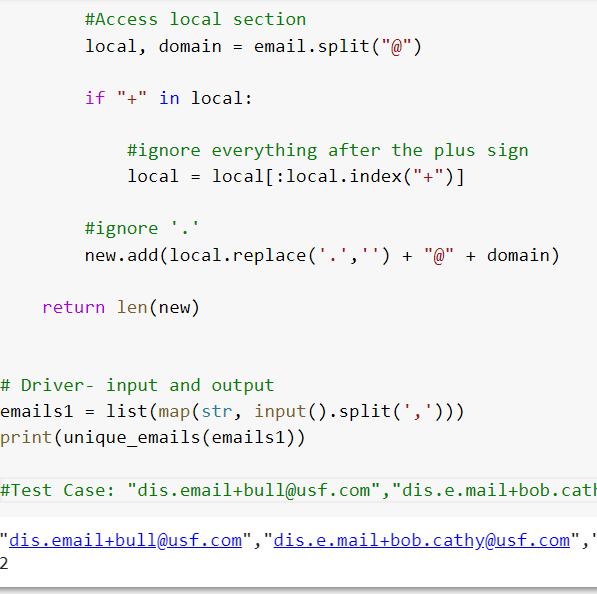 #Access local section
local, domain = email.split("@")
if "+" in local:
#ignore everything after the plus sign
local = local[:local.index("+")]
#ignore '.'
new.add(local.replace('.','') + "@" + domain)
return len(new)
# Driver- input and output
emails1 = list(map(str, input().split(',')))
print(unique_emails(emails1))
#Test Case: "dis.email+bull@usf.com","dis.e.mail+bob.cath
"dis.email+bull@usf.com","dis.e.mail+bob.cathy@usf.com","
2